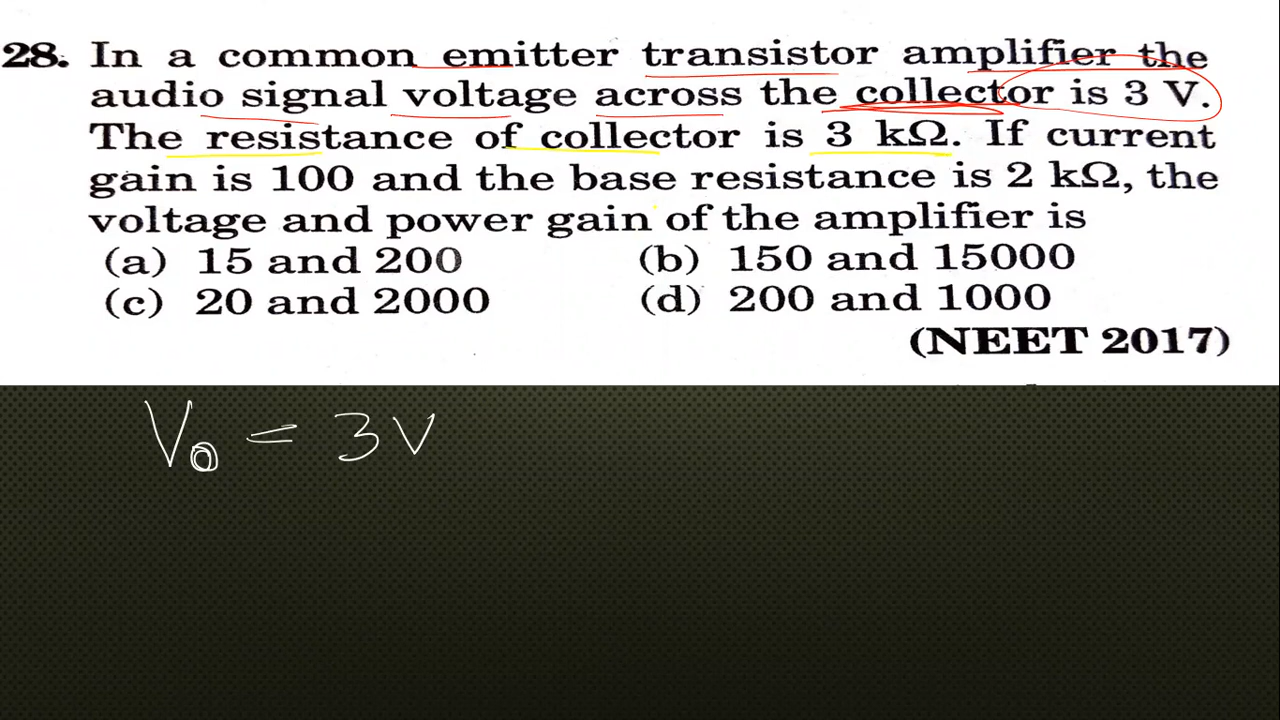 28. In a common emitter transistor amplifier the
audio signal voltage across the collector is 3 V.
The resistance of collector is 3 kΩ. If current
gain is 100 and the base resistance is 2 kΩ, the
voltage and power gain of the amplifier is
(a) 15 and 200 (b) 150 and 15000
(c) 20 and 2000 (d) 200 and 1000
(NEET 2017)
V₀ = 3 V